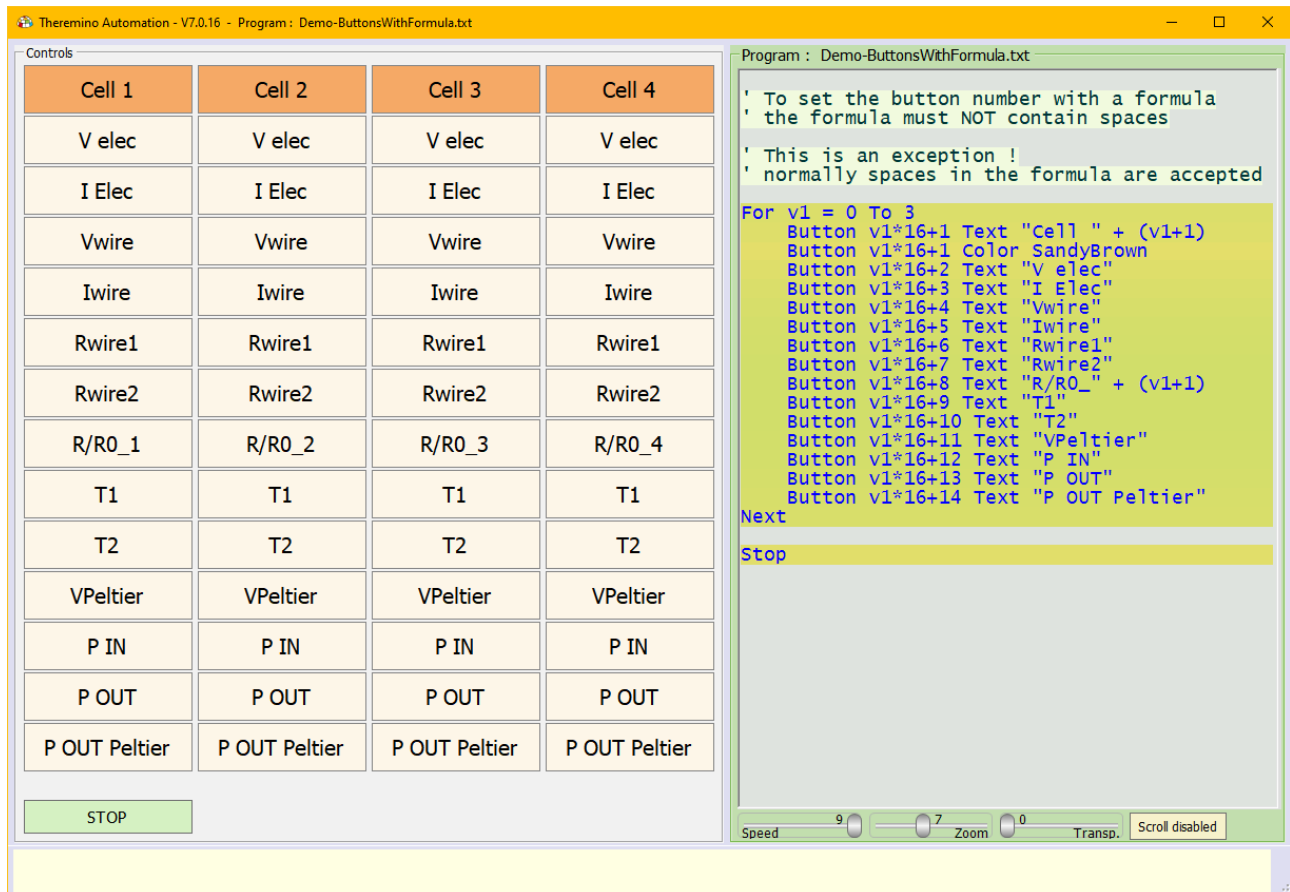 Theremino Automation - V7.0.16 - Program : Demo-ButtonsWithFormula.txt
Controls
Cell 1 Cell 2 Cell 3 Cell 4
V elec V elec V elec V elec
I Elec I Elec I Elec I Elec
Vwire Vwire Vwire Vwire
Iwire Iwire Iwire Iwire
Rwire1 Rwire1 Rwire1 Rwire1
Rwire2 Rwire2 Rwire2 Rwire2
R/R0_1 R/R0_2 R/R0_3 R/R0_4
T1 T1 T1 T1
T2 T2 T2 T2
VPeltier VPeltier VPeltier VPeltier
P IN P IN P IN P IN
P OUT P OUT P OUT P OUT
P OUT Peltier P OUT Peltier P OUT Peltier P OUT Peltier
STOP
Program : Demo-ButtonsWithFormula.txt
' To set the button number with a formula
' the formula must NOT contain spaces
' This is an exception !
' normally spaces in the formula are accepted
For v1 = 0 To 3
Button v1*16+1 Text "Cell " + (v1+1)
Button v1*16+1 Color SandyBrown
Button v1*16+2 Text "V elec"
Button v1*16+3 Text "I Elec"
Button v1*16+4 Text "Vwire"
Button v1*16+5 Text "Iwire"
Button v1*16+6 Text "Rwire1"
Button v1*16+7 Text "Rwire2"
Button v1*16+8 Text "R/R0_" + (v1+1)
Button v1*16+9 Text "T1"
Button v1*16+10 Text "T2"
Button v1*16+11 Text "VPeltier"
Button v1*16+12 Text "P IN"
Button v1*16+13 Text "P OUT"
Button v1*16+14 Text "P OUT Peltier"
Next
Stop
Speed 9 7 Zoom 0 Transp. Scroll disabled